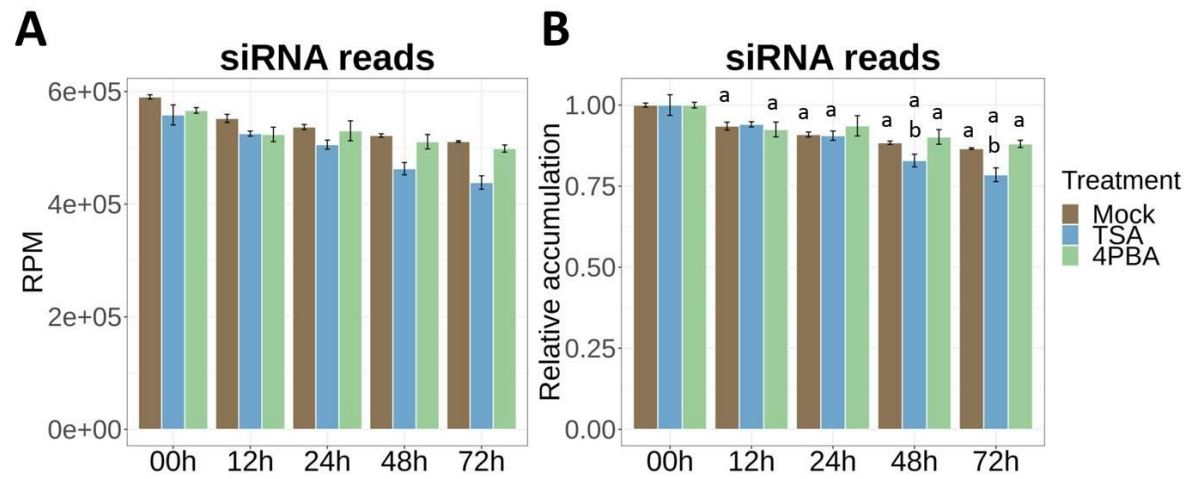 A
siRNA reads
6e+05
4e+05
2e+05
0e+00
RPM
00h 12h 24h 48h 72h
B
siRNA reads
1.00
0.75
0.50
0.25
0.00
Relative accumulation
a a a a a a b a a b a
00h 12h 24h 48h 72h
Treatment
Mock
TSA
4PBA